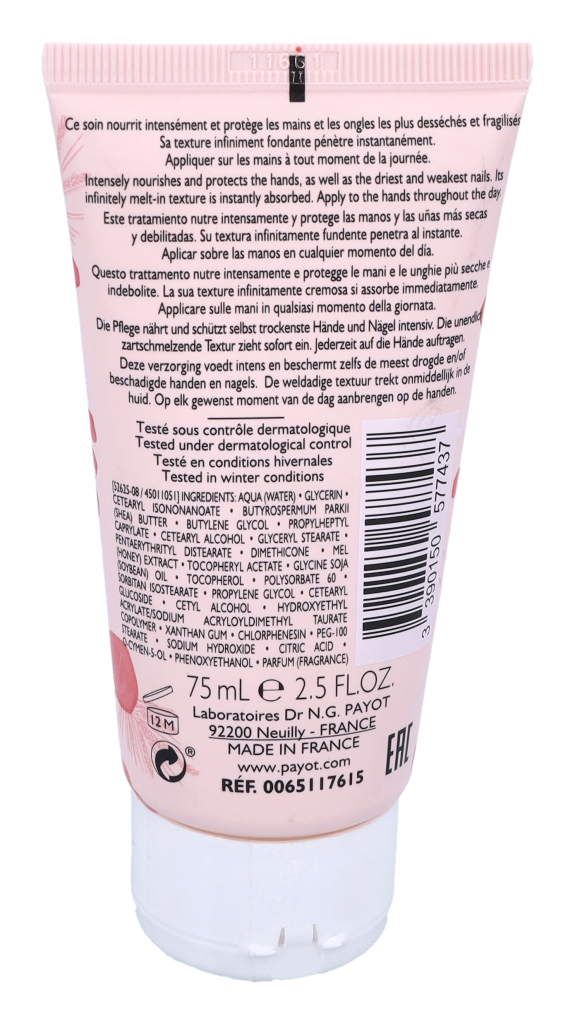 11661
Ce soin nourrit intensément et protège les mains et les ongles les plus desséchés et fragilisés
Sa texture infiniment fondante pénètre instantanément.
Appliquer sur les mains à tout moment de la journée.
Intensely nourishes and protects the hands, as well as the driest and weakest nails. Its
infinitely melt-in texture is instantly absorbed. Apply to the hands throughout the day.
Este tratamiento nutre intensamente y protege las manos y las uñas más secas
y debilitadas. Su textura infinitamente fundente penetra al instante.
Aplicar sobre las manos en cualquier momento del día.
Questo trattamento nutre intensamente e protegge le mani e le unghie più secche e
indebolite. La sua texture infinitamente cremosa si assorbe immediatamente.
Applicare sulle mani in qualsiasi momento della giornata.
Die Pflege nährt und schützt selbst trockenste Hände und Nägel intensiv. Die unendlich
zartschmelzende Textur zieht sofort ein. Jederzeit auf die Hände auftragen.
Deze verzorging voedt intens en beschermt zelfs de meest drogde en/of
beschadigde handen en nagels. De weldadige textuur trekt onmiddellijk in de
huid. Op elk gewenst moment van de dag aanbrengen op de handen.
Testé sous contrôle dermatologique
Tested under dermatological control
Testé en conditions hivernales
Tested in winter conditions
[52625-08 / 45011051] INGREDIENTS: AQUA (WATER) • GLYCERIN •
CETEARYL ISONONANOATE • BUTYROSPERMUM PARKII
(SHEA) BUTTER • BUTYLENE GLYCOL • PROPYLHEPTYL
CAPRYLATE • CETEARYL ALCOHOL • GLYCERYL STEARATE •
PENTAERYTHRITYL DISTEARATE • DIMETHICONE • MEL
(HONEY) EXTRACT • TOCOPHERYL ACETATE • GLYCINE SOJA
(SOYBEAN) OIL • TOCOPHEROL • POLYSORBATE 60 •
SORBITAN ISOSTEARATE • PROPYLENE GLYCOL • CETEARYL
GLUCOSIDE • CETYL ALCOHOL • HYDROXYETHYL
ACRYLATE/SODIUM ACRYLOYLDIMETHYL TAURATE
COPOLYMER • XANTHAN GUM • CHLORPHENESIN • PEG-100
STEARATE • SODIUM HYDROXIDE • CITRIC ACID •
O-CYMEN-5-OL • PHENOXYETHANOL • PARFUM (FRAGRANCE)
3 390150 577437
75 mL e 2.5 FL.OZ.
12 M
Laboratoires Dr N.G. PAYOT
92200 Neuilly - FRANCE
MADE IN FRANCE
www.payot.com
RÉF. 0065117615
®
EAC